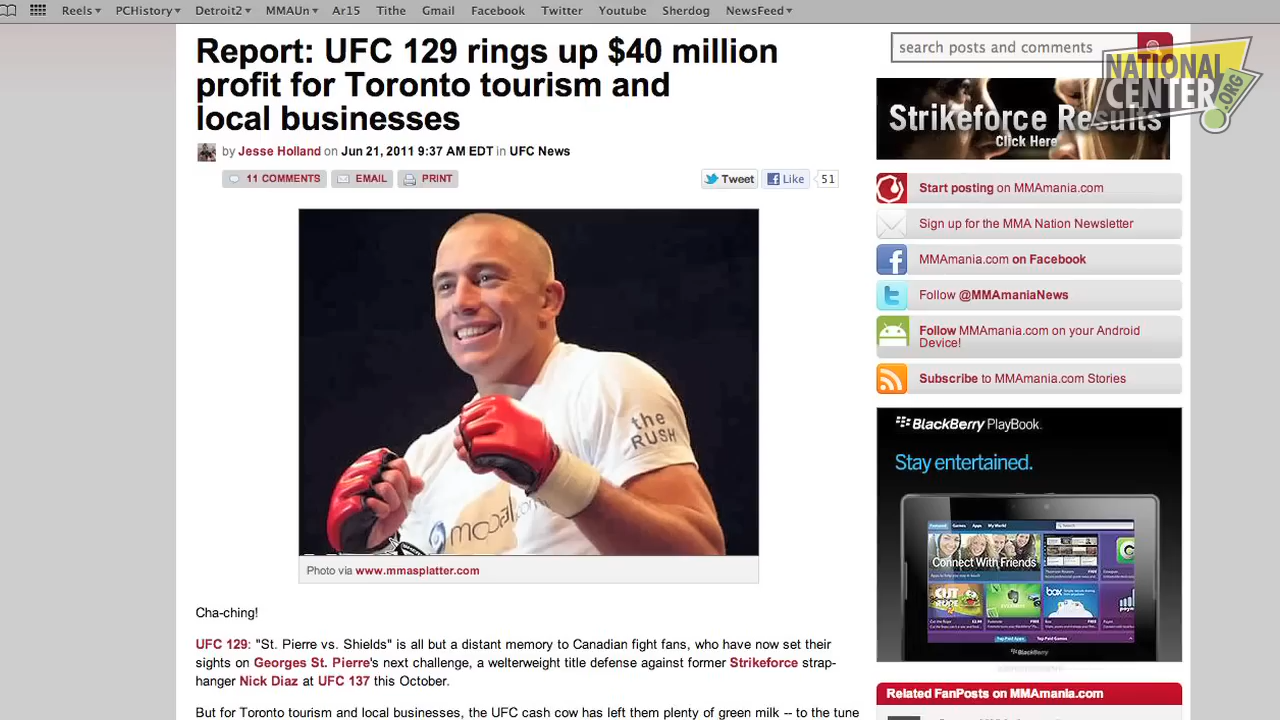 Reels▾ PCHistory▾ Detroit2▾ MMAUn▾ Ar15 Tithe Gmail Facebook Twitter Youtube Sherdog NewsFeed▾
Report: UFC 129 rings up $40 million
profit for Toronto tourism and
local businesses
by Jesse Holland on Jun 21, 2011 9:37 AM EDT in UFC News
11 COMMENTS EMAIL PRINT
Tweet Like 51
the
RUSH
Photo via www.mmasplatter.com
Cha-ching!
UFC 129: "St. Pierre vs. Shields" is all but a distant memory to Canadian fight fans, who have now set their
sights on Georges St. Pierre's next challenge, a welterweight title defense against former Strikeforce strap-
hanger Nick Diaz at UFC 137 this October.
But for Toronto tourism and local businesses, the UFC cash cow has left them plenty of green milk -- to the tune
search posts and comments
NATIONAL
CENTER.ORG
Strikeforce Results
Click Here
Start posting on MMAmania.com
Sign up for the MMA Nation Newsletter
MMAmania.com on Facebook
Follow @MMAmaniaNews
Follow MMAmania.com on your Android
Device!
Subscribe to MMAmania.com Stories
BlackBerry PlayBook
Stay entertained.
Connect With Friends
CUT
box
BlackBerry
Related FanPosts on MMAmania.com